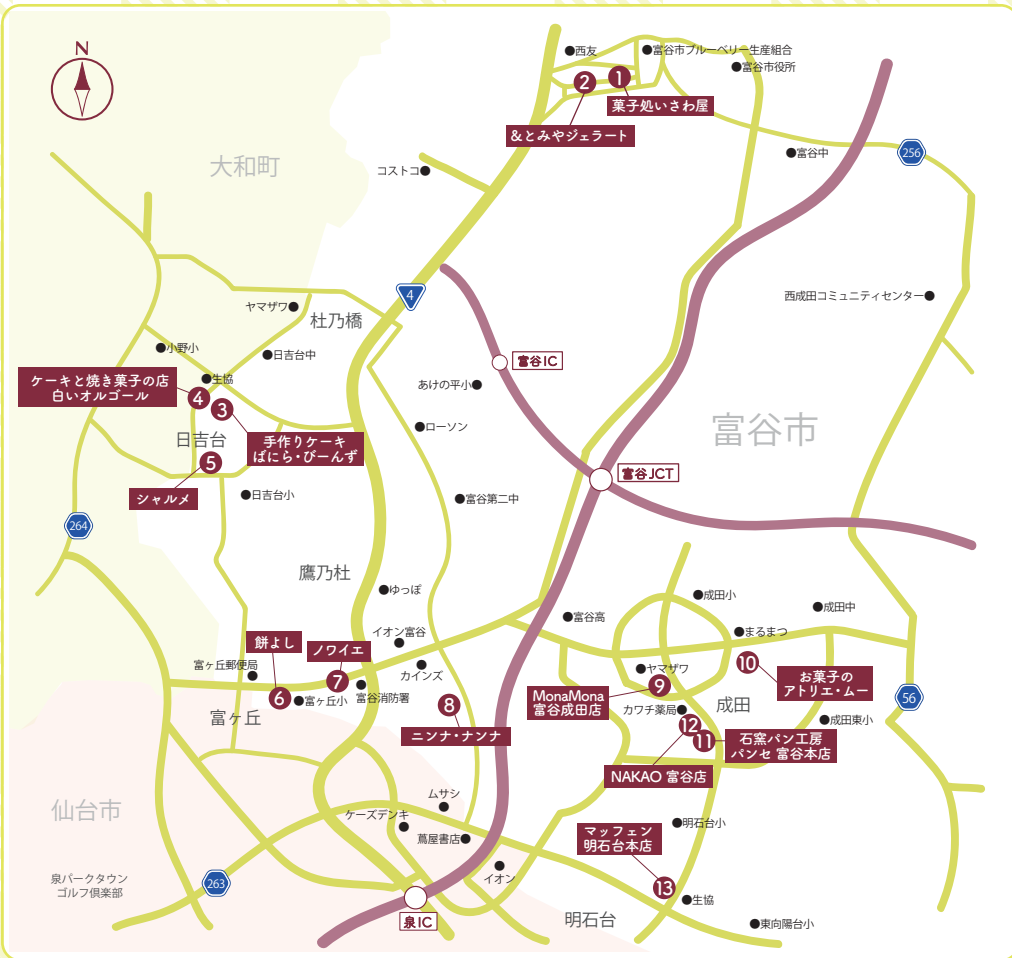 N
西友
富谷市ブルーベリー生産組合
富谷市役所
2
1
菓子処いさわ屋
&とみやジェラート
大和町
コストコ
富谷中
256
4
西成田コミュニティセンター
ヤマザワ
杜乃橋
小野小
日吉台中
富谷IC
ケーキと焼き菓子の店
白いオルゴール
生協
4
3
あけの平小
日吉台
手作りケーキ
ばにら・びーんず
ローソン
富谷市
5
シャルメ
日吉台小
富谷JCT
富谷第二中
264
鷹乃杜
ゆっぽ
成田小
成田中
富谷高
まるまつ
餅よし
ノワイエ
イオン富谷
富ヶ丘郵便局
カインズ
6
7
富ヶ丘小
富谷消防署
8
ニンナ・ナンナ
富ヶ丘
ヤマザワ
9
10
お菓子の
アトリエ・ムー
MonaMona
富谷成田店
カワチ薬局
成田
56
12
11
成田東小
石窯パン工房
パンセ 富谷本店
NAKAO 富谷店
仙台市
ムサシ
ケーズデンキ
蔦屋書店
明石台小
マッフェン
明石台本店
泉パークタウン
ゴルフ倶楽部
263
イオン
13
生協
泉IC
明石台
東向陽台小